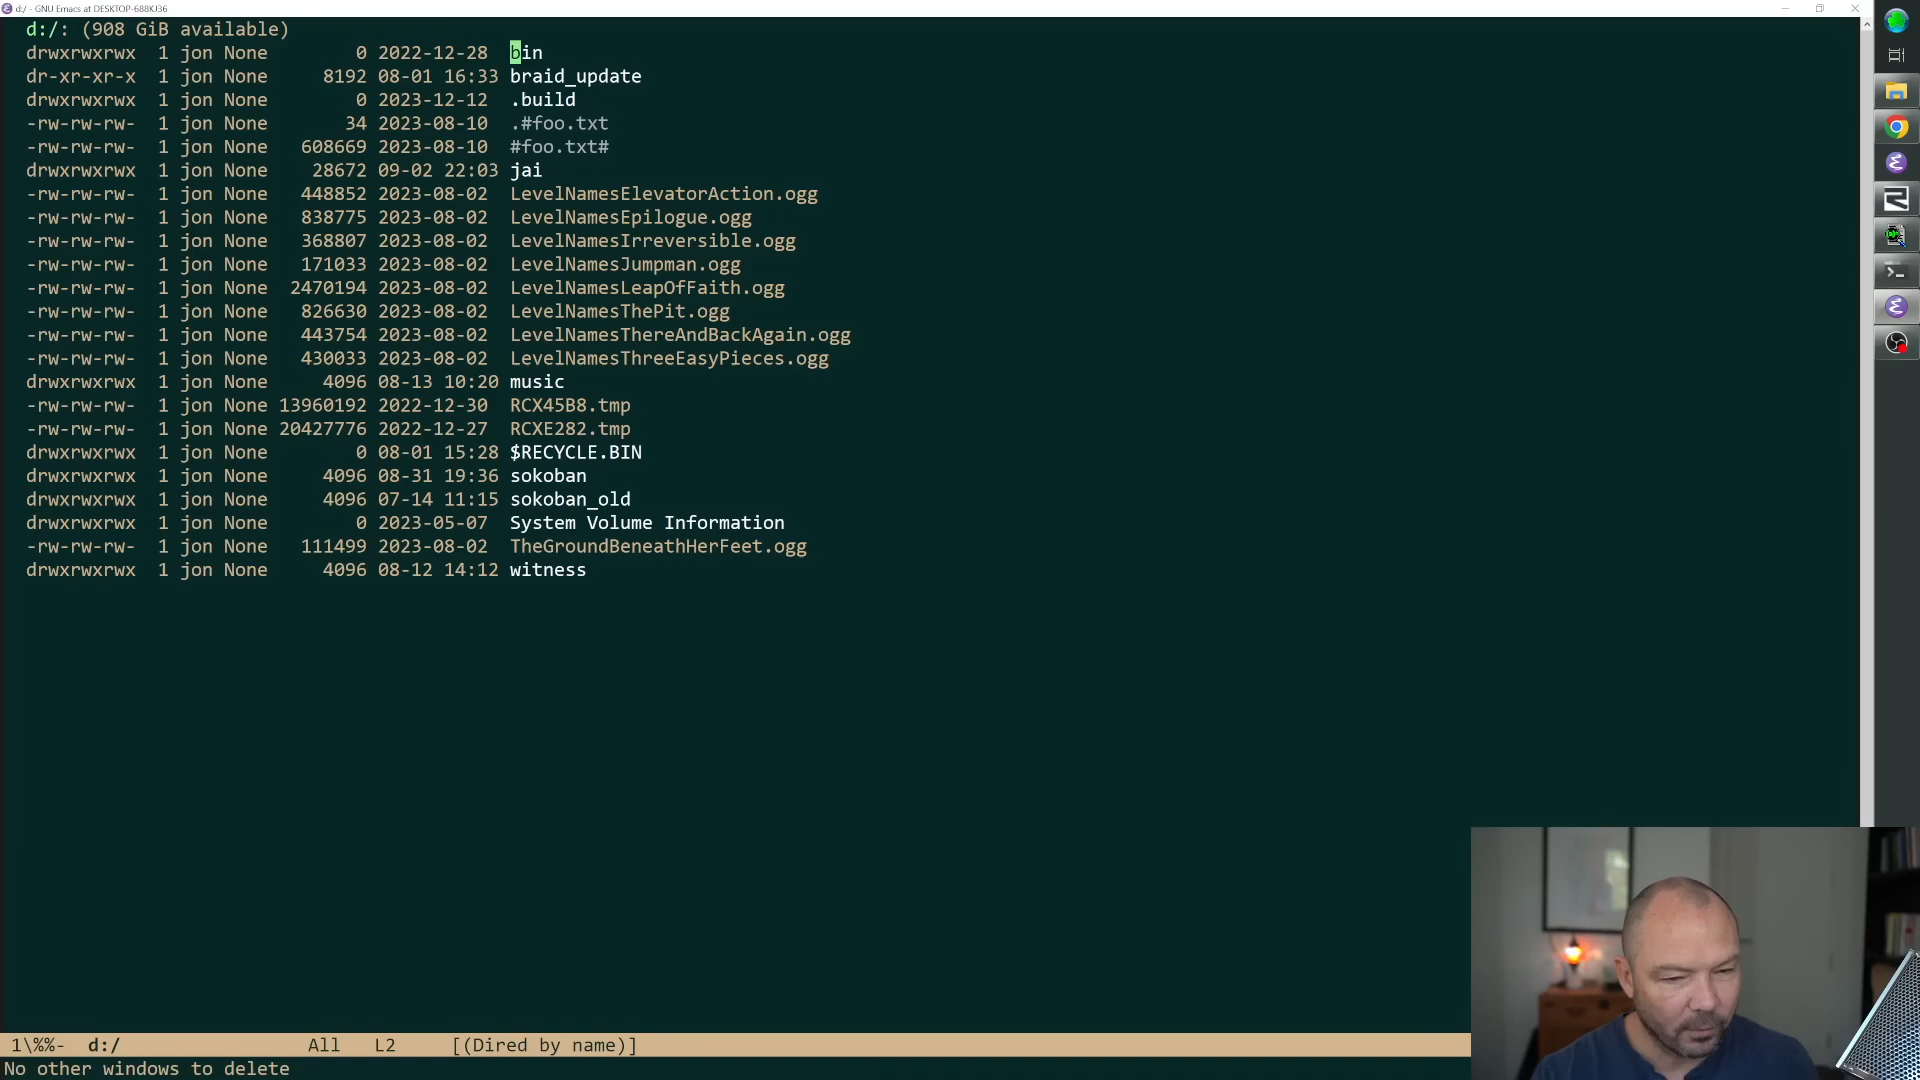 d:/ - GNU Emacs at DESKTOP-688KJ36
d:/: (908 GiB available)
drwxrwxrwx 1 jon None 0 2022-12-28 bin
dr-xr-xr-x 1 jon None 8192 08-01 16:33 braid_update
drwxrwxrwx 1 jon None 0 2023-12-12 .build
-rw-rw-rw- 1 jon None 34 2023-08-10 .#foo.txt
-rw-rw-rw- 1 jon None 608669 2023-08-10 #foo.txt#
drwxrwxrwx 1 jon None 28672 09-02 22:03 jai
-rw-rw-rw- 1 jon None 448852 2023-08-02 LevelNamesElevatorAction.ogg
-rw-rw-rw- 1 jon None 838775 2023-08-02 LevelNamesEpilogue.ogg
-rw-rw-rw- 1 jon None 368807 2023-08-02 LevelNamesIrreversible.ogg
-rw-rw-rw- 1 jon None 171033 2023-08-02 LevelNamesJumpman.ogg
-rw-rw-rw- 1 jon None 2470194 2023-08-02 LevelNamesLeapOfFaith.ogg
-rw-rw-rw- 1 jon None 826630 2023-08-02 LevelNamesThePit.ogg
-rw-rw-rw- 1 jon None 443754 2023-08-02 LevelNamesThereAndBackAgain.ogg
-rw-rw-rw- 1 jon None 430033 2023-08-02 LevelNamesThreeEasyPieces.ogg
drwxrwxrwx 1 jon None 4096 08-13 10:20 music
-rw-rw-rw- 1 jon None 13960192 2022-12-30 RCX45B8.tmp
-rw-rw-rw- 1 jon None 20427776 2022-12-27 RCXE282.tmp
drwxrwxrwx 1 jon None 0 08-01 15:28 $RECYCLE.BIN
drwxrwxrwx 1 jon None 4096 08-31 19:36 sokoban
drwxrwxrwx 1 jon None 4096 07-14 11:15 sokoban_old
drwxrwxrwx 1 jon None 0 2023-05-07 System Volume Information
-rw-rw-rw- 1 jon None 111499 2023-08-02 TheGroundBeneathHerFeet.ogg
drwxrwxrwx 1 jon None 4096 08-12 14:12 witness
1\%%- d:/ All L2 [(Dired by name)]
No other windows to delete